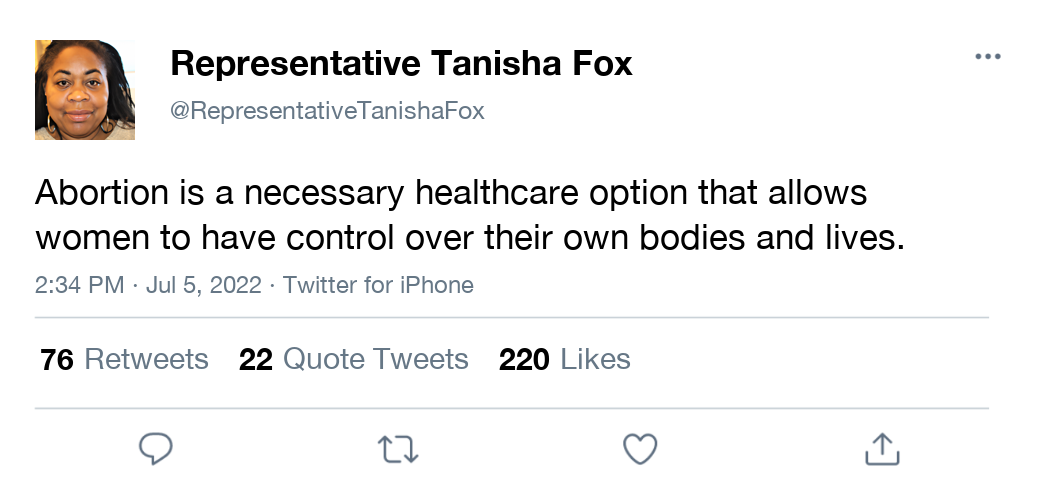 Representative Tanisha Fox
@RepresentativeTanishaFox
Abortion is a necessary healthcare option that allows
women to have control over their own bodies and lives.
2:34 PM · Jul 5, 2022 · Twitter for iPhone
76 Retweets 22 Quote Tweets 220 Likes